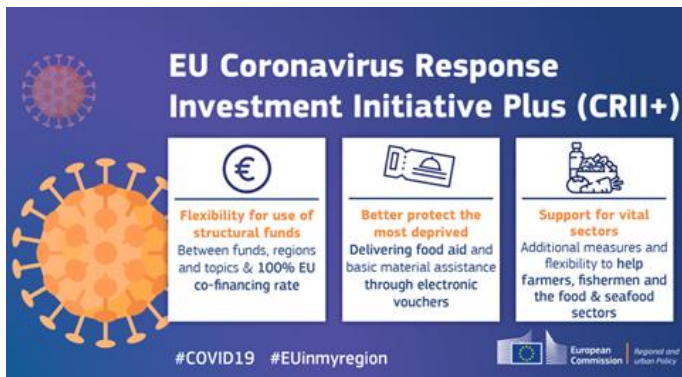 EU Coronavirus Response
Investment Initiative Plus (CRII+)
€
Flexibility for use of
structural funds
Between funds, regions
and topics & 100% EU
co-financing rate
Better protect the
most deprived
Delivering food aid and
basic material assistance
through electronic
vouchers
Support for vital
sectors
Additional measures and
flexibility to help
farmers, fishermen and
the food & seafood
sectors
#COVID19 #EUinmyregion
European
Commission
Regional and
urban Policy